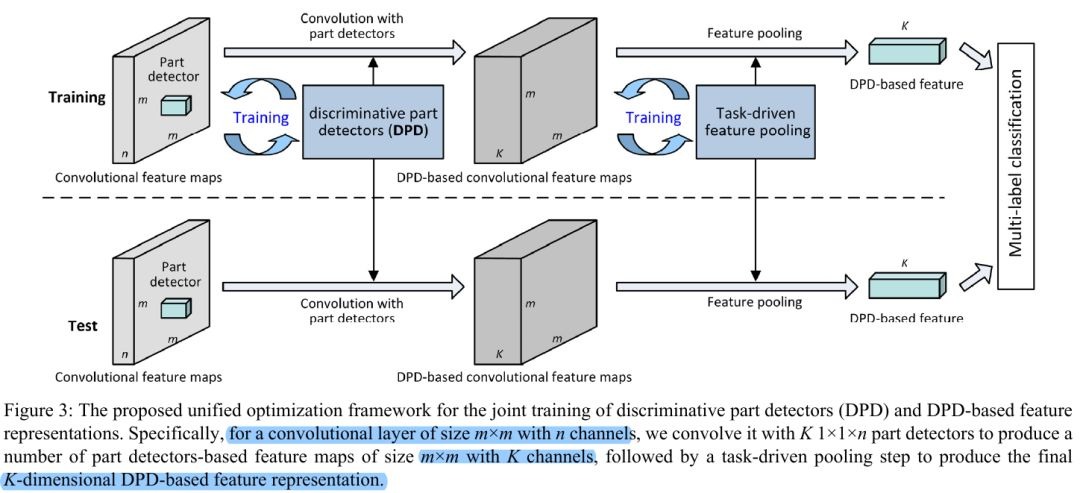 Convolution with
part detectors
Feature pooling
K
Part
detector
m
m
n
Training
Training
discriminative part
detectors (DPD)
m
m
K
Training
Task-driven
feature pooling
DPD-based feature
Convolutional feature maps
DPD-based convolutional feature maps
Multi-label classification
Part
detector
m
m
n
Test
Convolution with
part detectors
m
m
K
Feature pooling
K
DPD-based feature
Convolutional feature maps
DPD-based convolutional feature maps
Figure 3: The proposed unified optimization framework for the joint training of discriminative part detectors (DPD) and DPD-based feature
representations. Specifically, for a convolutional layer of size m×m with n channels, we convolve it with K 1×1×n part detectors to produce a
number of part detectors-based feature maps of size m×m with K channels, followed by a task-driven pooling step to produce the final
K-dimensional DPD-based feature representation.